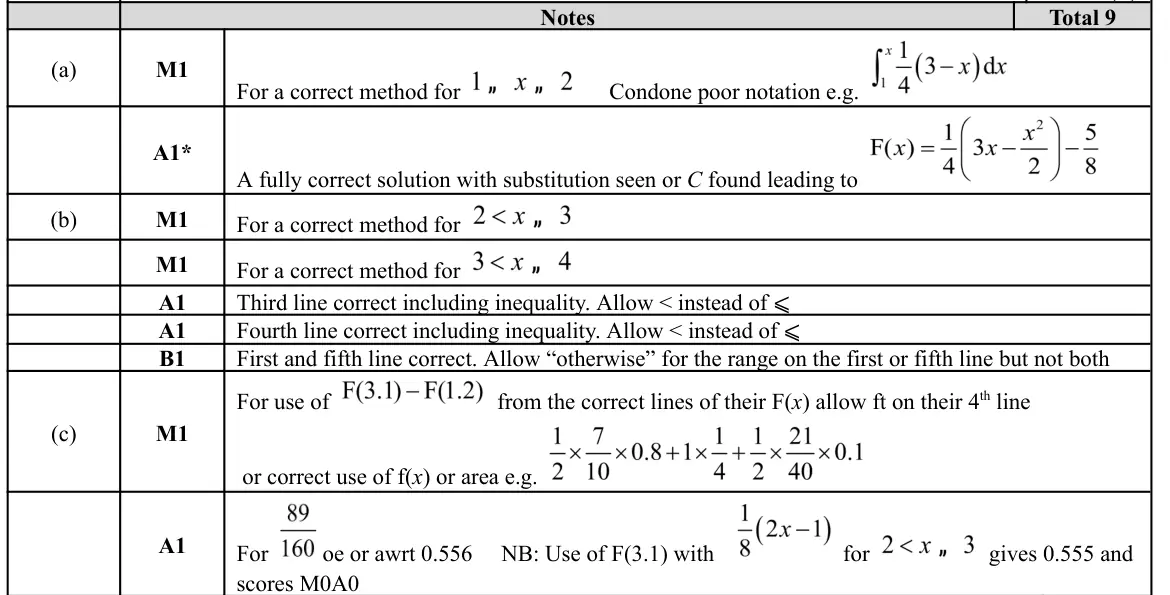 Notes Total 9
(a) M1 For a correct method for 1 „ x „ 2 Condone poor notation e.g. ∫₁ˣ 1/4 (3 − x) dx
A1* A fully correct solution with substitution seen or C found leading to F(x) = 1/4 (3x − x²/2) − 5/8
(b) M1 For a correct method for 2 < x „ 3
M1 For a correct method for 3 < x „ 4
A1 Third line correct including inequality. Allow < instead of ⩽
A1 Fourth line correct including inequality. Allow < instead of ⩽
B1 First and fifth line correct. Allow “otherwise” for the range on the first or fifth line but not both
(c) M1 For use of F(3.1) − F(1.2) from the correct lines of their F(x) allow ft on their 4th line
or correct use of f(x) or area e.g. 1/2 × 7/10 × 0.8 + 1 × 1/4 + 1/2 × 21/40 × 0.1
A1 For 89/160 oe or awrt 0.556 NB: Use of F(3.1) with 1/8 (2x − 1) for 2 < x „ 3 gives 0.555 and
scores M0A0